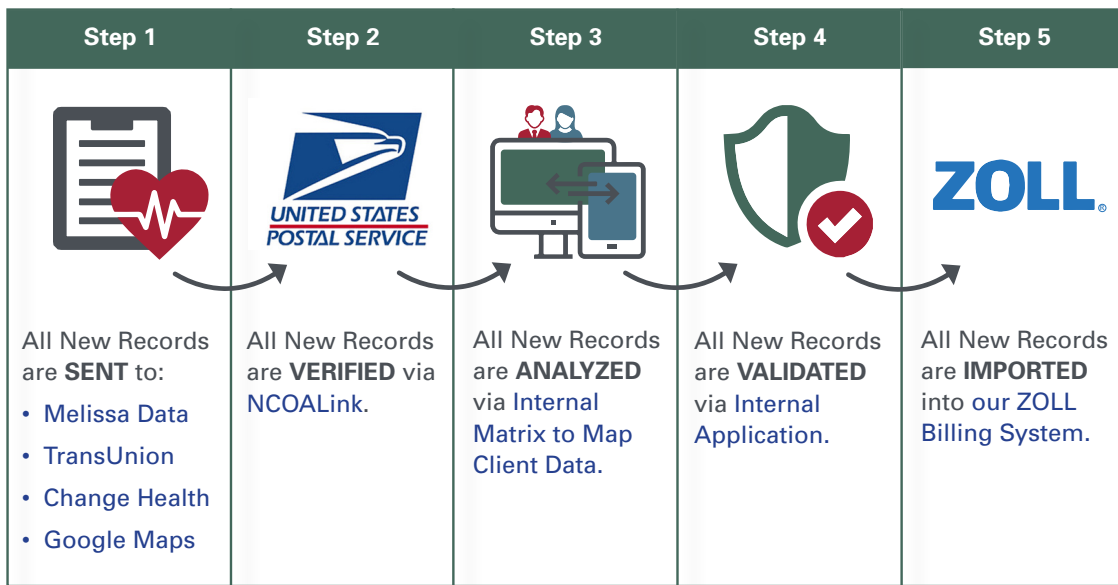 Step 1
Step 2
Step 3
Step 4
Step 5
UNITED STATES
POSTAL SERVICE
ZOLL®
All New Records
are SENT to:
• Melissa Data
• TransUnion
• Change Health
• Google Maps
All New Records
are VERIFIED via
NCOALink.
All New Records
are ANALYZED
via Internal
Matrix to Map
Client Data.
All New Records
are VALIDATED
via Internal
Application.
All New Records
are IMPORTED
into our ZOLL
Billing System.